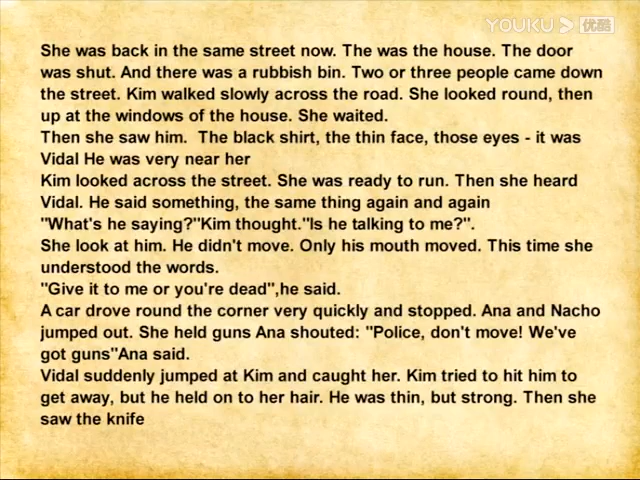 YOUKU 优酷
She was back in the same street now. The was the house. The door
was shut. And there was a rubbish bin. Two or three people came down
the street. Kim walked slowly across the road. She looked round, then
up at the windows of the house. She waited.
Then she saw him.  The black shirt, the thin face, those eyes - it was
Vidal He was very near her
Kim looked across the street. She was ready to run. Then she heard
Vidal. He said something, the same thing again and again
"What's he saying?"Kim thought."Is he talking to me?".
She look at him. He didn't move. Only his mouth moved. This time she
understood the words.
"Give it to me or you're dead",he said.
A car drove round the corner very quickly and stopped. Ana and Nacho
jumped out. She held guns Ana shouted: "Police, don't move! We've
got guns"Ana said.
Vidal suddenly jumped at Kim and caught her. Kim tried to hit him to
get away, but he held on to her hair. He was thin, but strong. Then she
saw the knife